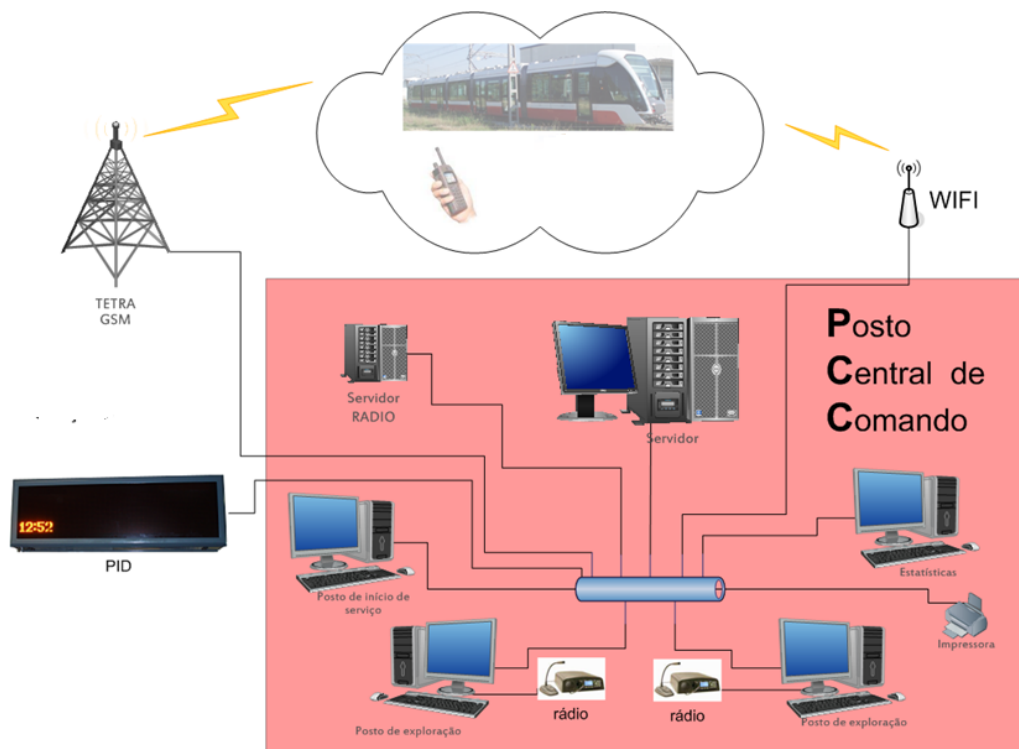 WIFI
TETRA
GSM
Posto
Central de
Comando
Servidor
RADIO
Servidor
12:52
PID
Posto de início de
serviço
Estatísticas
Impressora
rádio
rádio
Posto de exploração
Posto de exploração